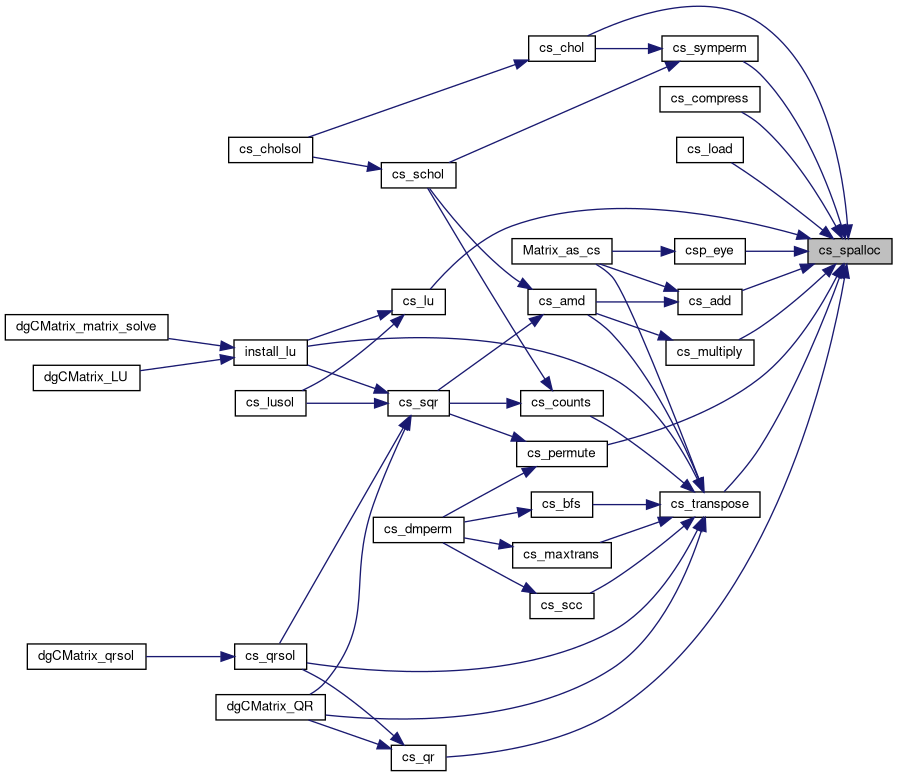 cs_chol
cs_symperm
cs_compress
cs_cholsol
cs_load
cs_schol
Matrix_as_cs
csp_eye
cs_spalloc
cs_lu
cs_amd
cs_add
dgCMatrix_matrix_solve
install_lu
cs_multiply
dgCMatrix_LU
cs_lusol
cs_sqr
cs_counts
cs_permute
cs_dmperm
cs_bfs
cs_transpose
cs_maxtrans
cs_scc
dgCMatrix_qrsol
cs_qrsol
dgCMatrix_QR
cs_qr